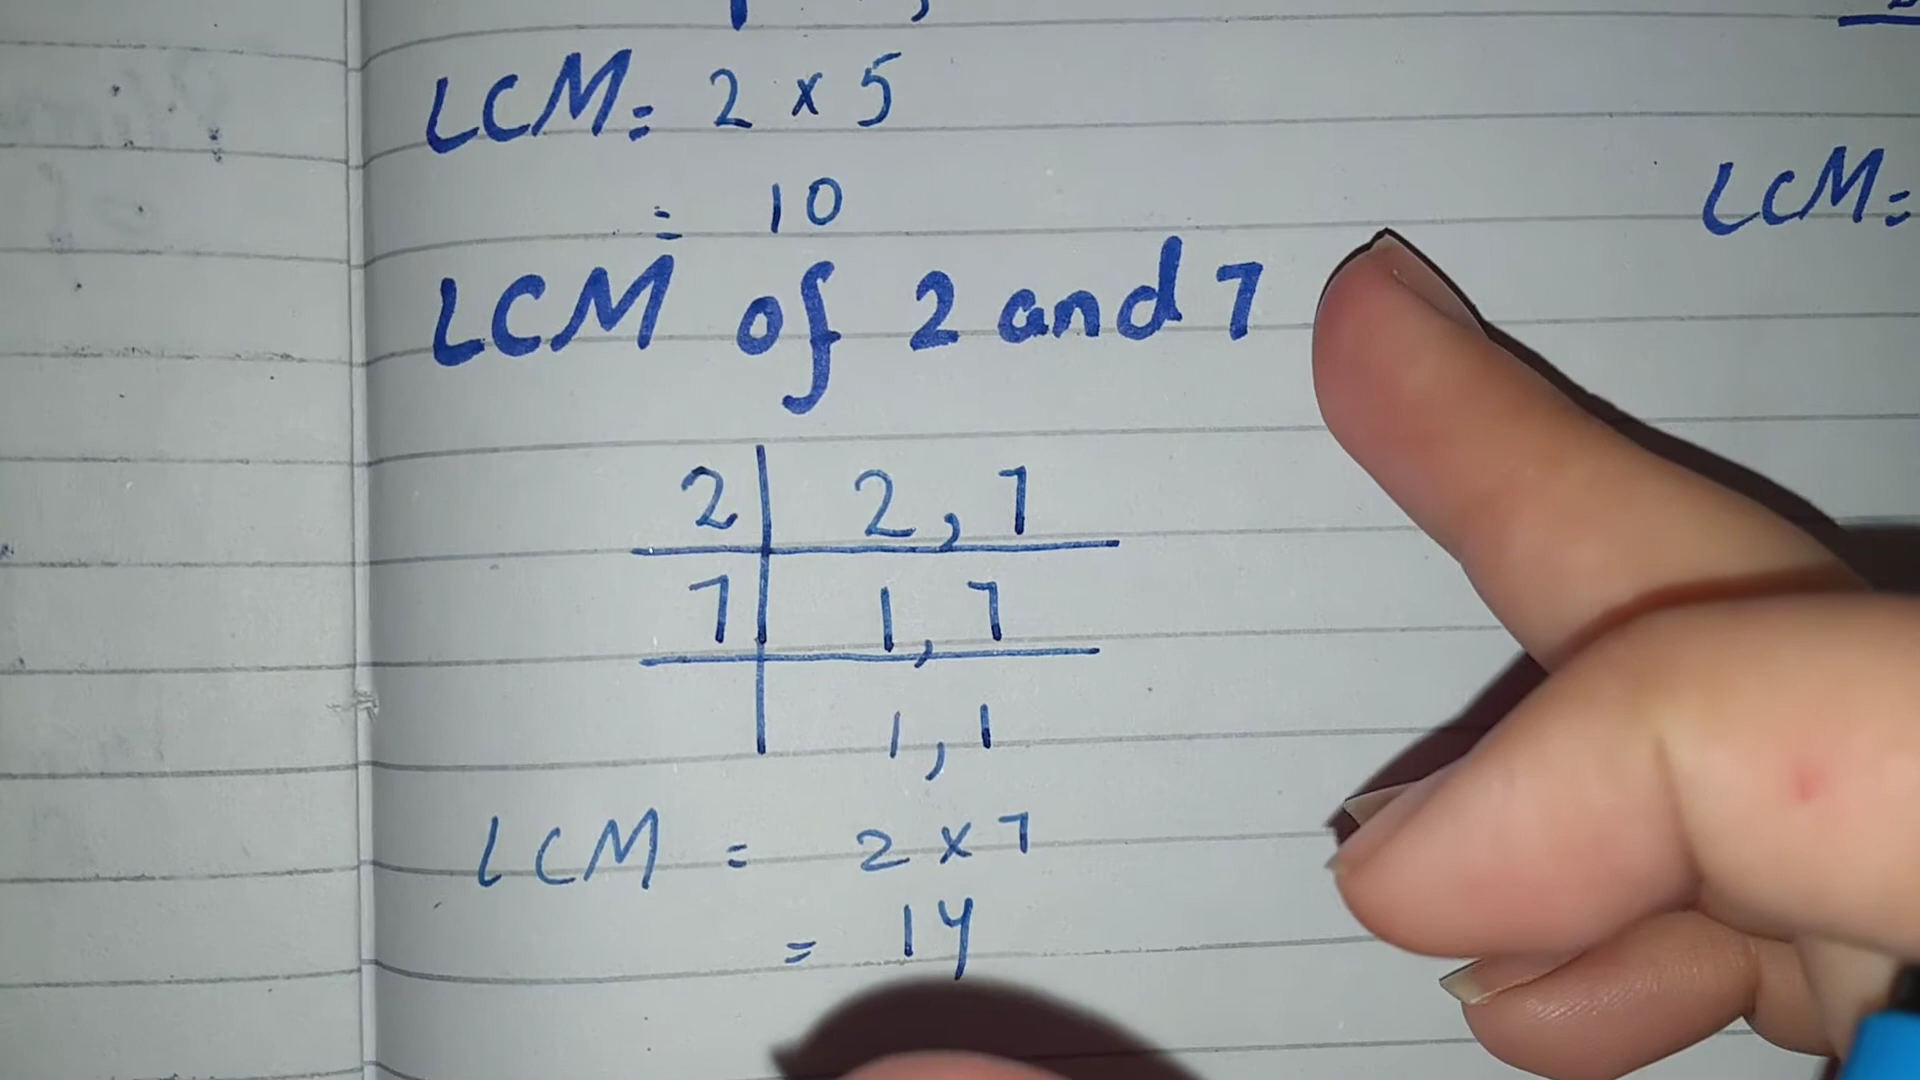 LCM= 2 × 5
= 10
LCM of 2 and 7
2 | 2, 7
7 | 1, 7
1, 1
LCM = 2 × 7
= 14
LCM=